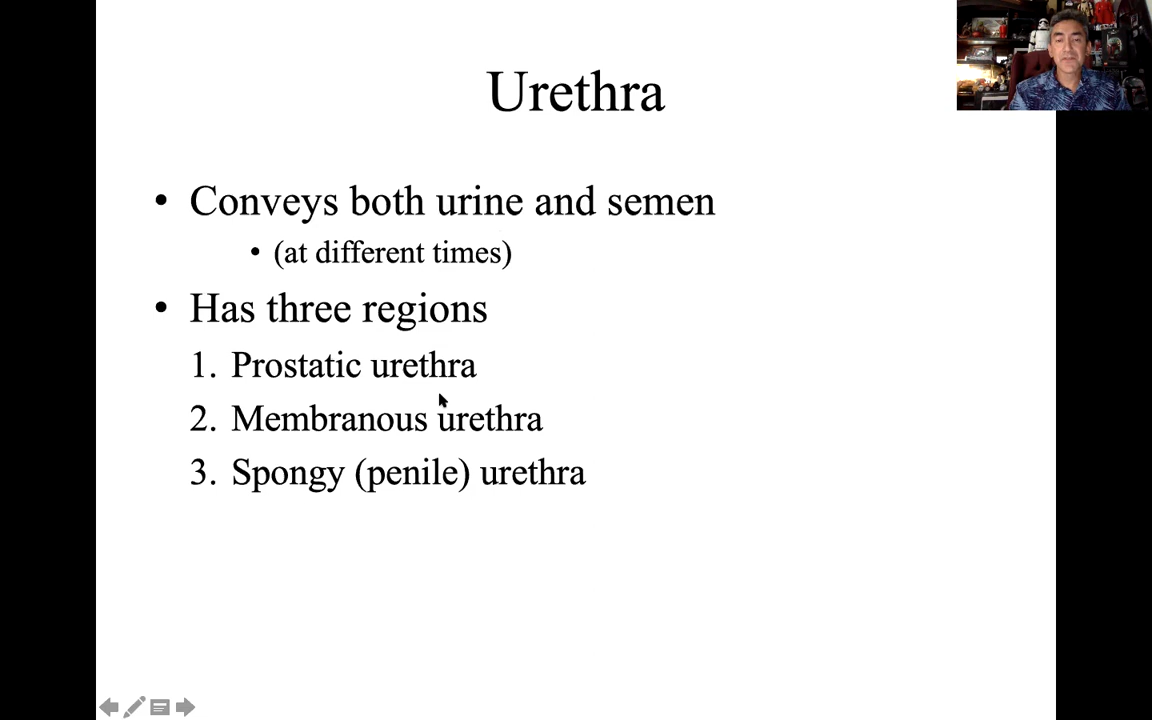 Urethra
• Conveys both urine and semen
• (at different times)
• Has three regions
1. Prostatic urethra
2. Membranous urethra
3. Spongy (penile) urethra